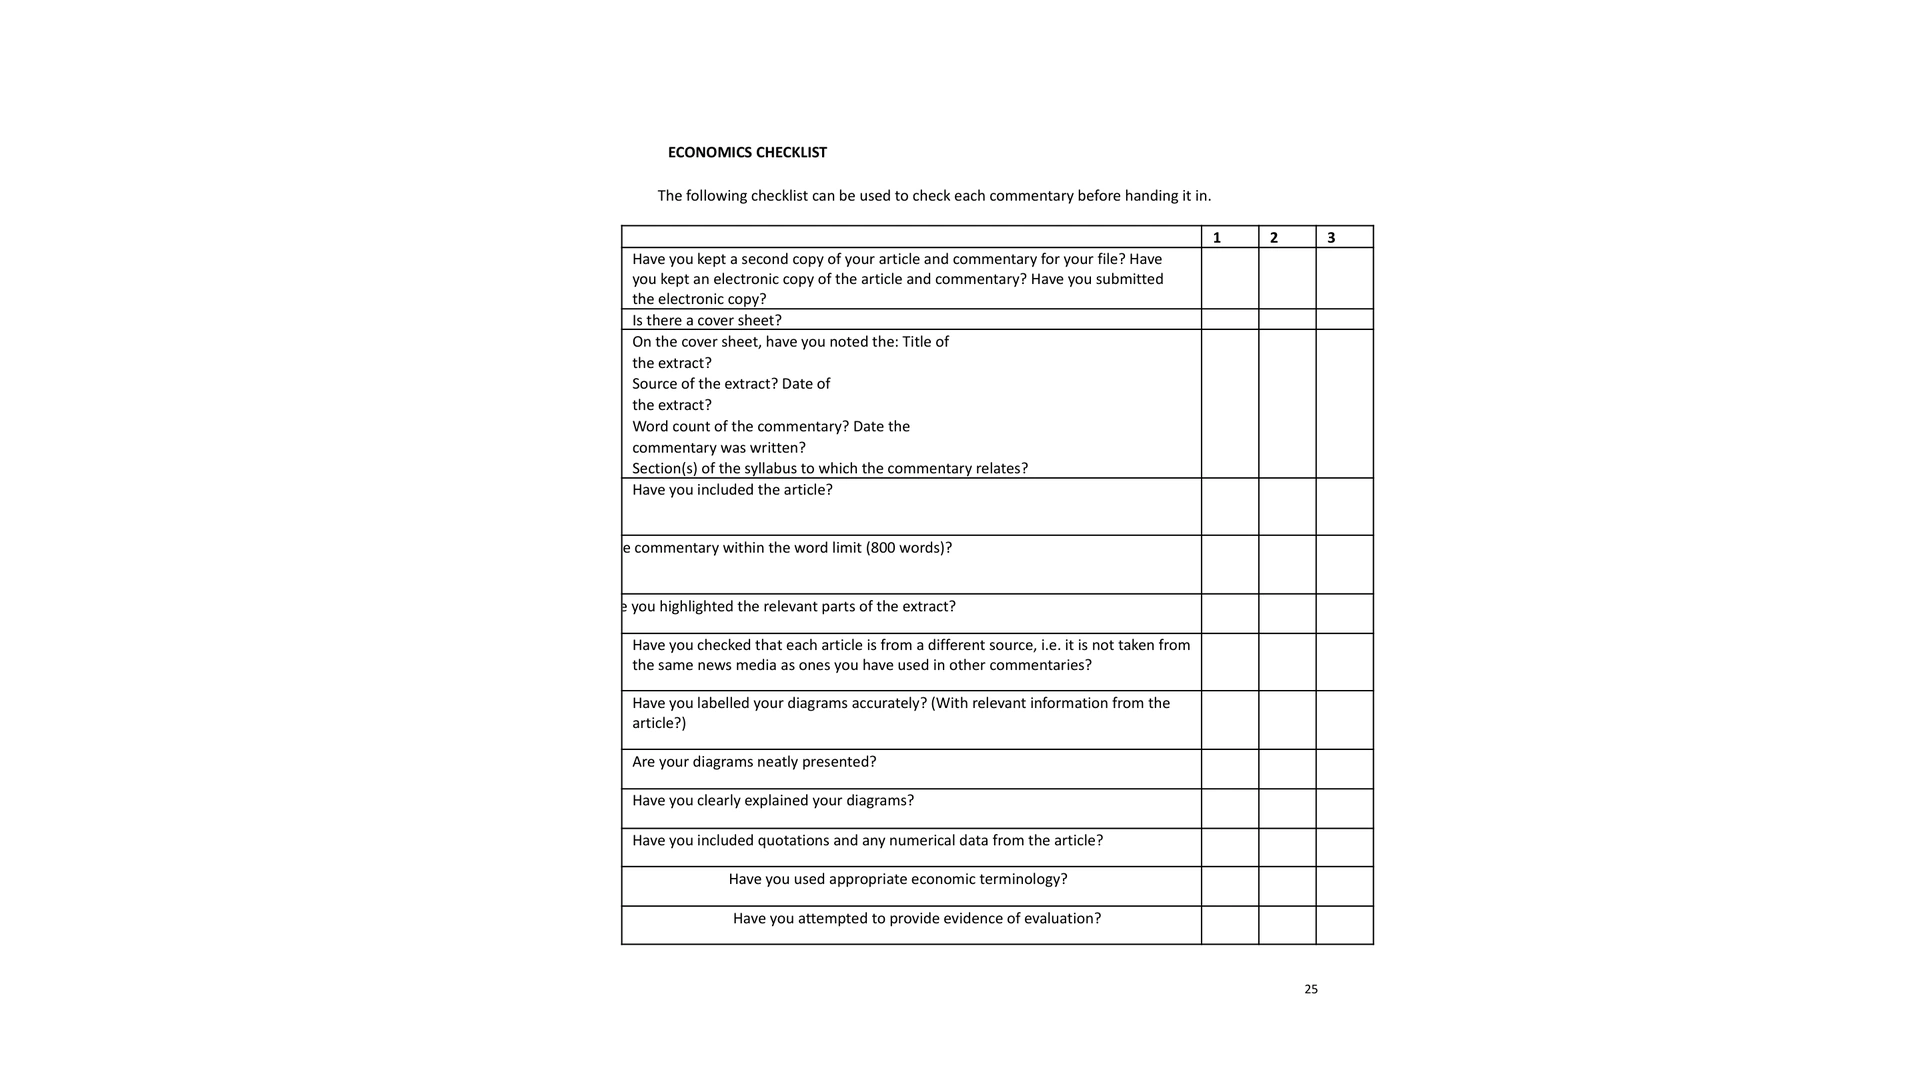 ECONOMICS CHECKLIST
The following checklist can be used to check each commentary before handing it in.
1 2 3
Have you kept a second copy of your article and commentary for your file? Have
you kept an electronic copy of the article and commentary? Have you submitted
the electronic copy?
Is there a cover sheet?
On the cover sheet, have you noted the: Title of
the extract?
Source of the extract? Date of
the extract?
Word count of the commentary? Date the
commentary was written?
Section(s) of the syllabus to which the commentary relates?
Have you included the article?
e commentary within the word limit (800 words)?
e you highlighted the relevant parts of the extract?
Have you checked that each article is from a different source, i.e. it is not taken from
the same news media as ones you have used in other commentaries?
Have you labelled your diagrams accurately? (With relevant information from the
article?)
Are your diagrams neatly presented?
Have you clearly explained your diagrams?
Have you included quotations and any numerical data from the article?
Have you used appropriate economic terminology?
Have you attempted to provide evidence of evaluation?
25